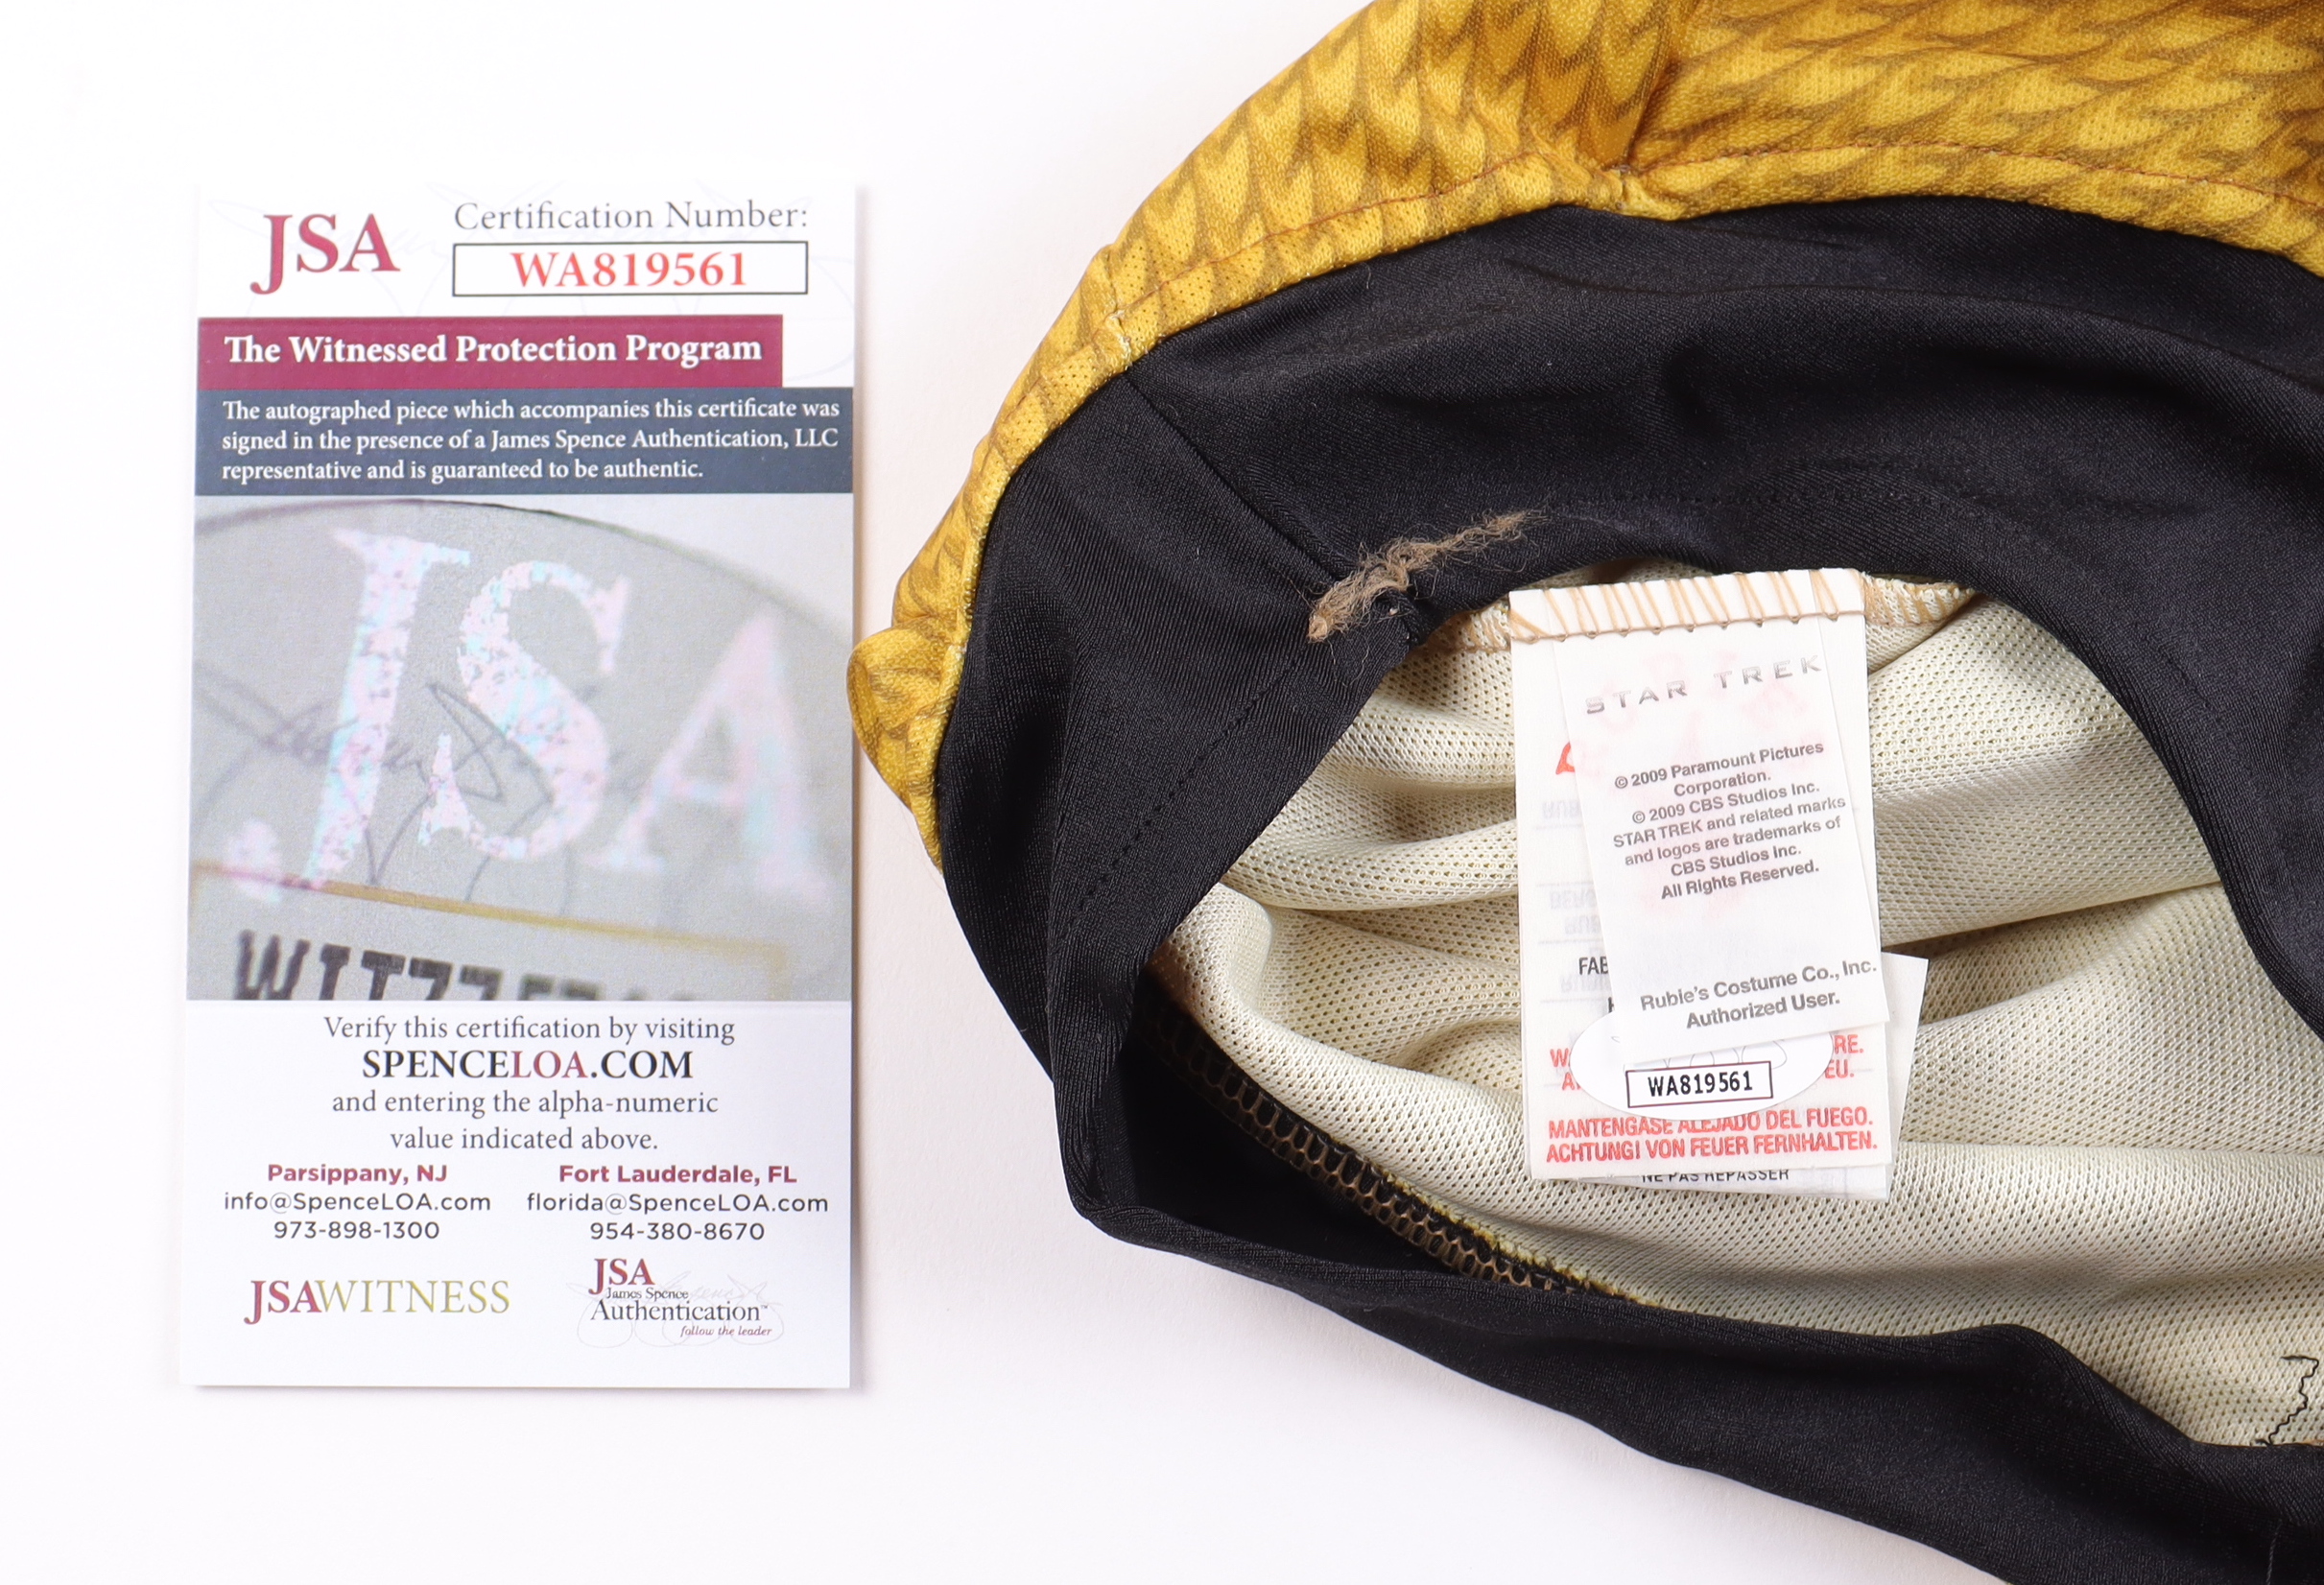 JSA
Certification Number:
WA819561
The Witnessed Protection Program
The autographed piece which accompanies this certificate was
signed in the presence of a James Spence Authentication, LLC
representative and is guaranteed to be authentic.
JSA
Verify this certification by visiting
SPENCELOA.COM
and entering the alpha-numeric
value indicated above.
Parsippany, NJ
info@SpenceLOA.com
973-898-1300
Fort Lauderdale, FL
florida@SpenceLOA.com
954-380-8670
JSAWITNESS
JSA
James Spence
Authentication™
follow the leader
STAR TREK
© 2009 Paramount Pictures
Corporation.
© 2009 CBS Studios Inc.
STAR TREK and related marks
and logos are trademarks of
CBS Studios Inc.
All Rights Reserved.
Rubie's Costume Co., Inc.
Authorized User.
WA819561
MANTENGASE ALEJADO DEL FUEGO.
ACHTUNG! VON FEUER FERNHALTEN.
NE PAS REPASSER